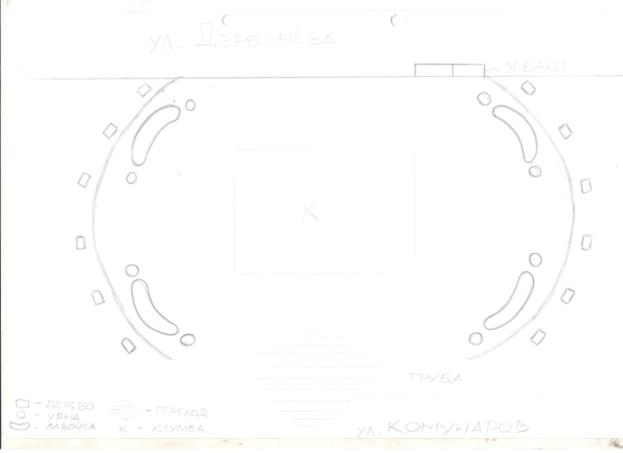 ул. ДЕРБЕНЕВА
М БАКИ
К
ТРУБА
- ДЕРЕВО
- УРНА
- ЛАВОЧКА
- ПЕРЕХОД
К - КЛУМБА
ул. КОМУНАРОВ